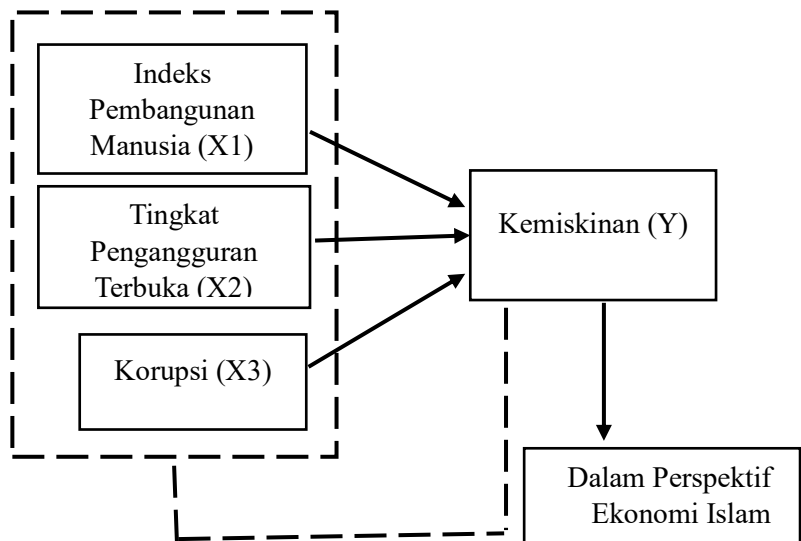 Indeks
Pembangunan
Manusia (X1)
Tingkat
Pengangguran
Terbuka (X2)
Korupsi (X3)
Kemiskinan (Y)
Dalam Perspektif
Ekonomi Islam